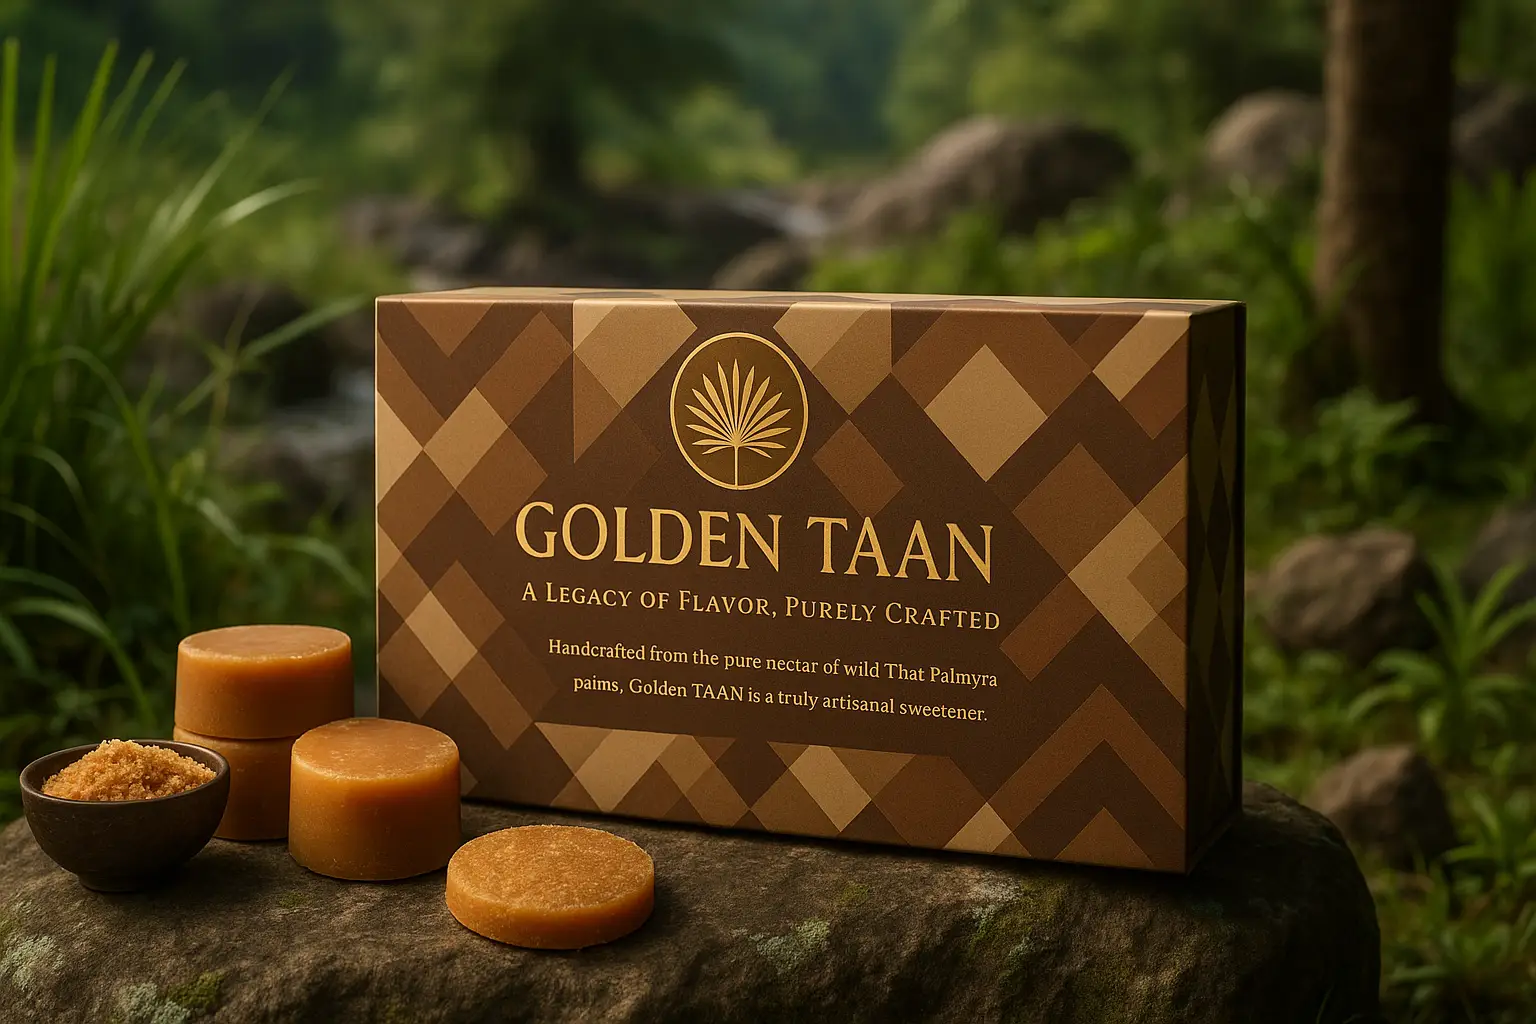 GOLDEN TAAN
A LEGACY OF FLAVOR, PURELY CRAFTED
Handcrafted from the pure nectar of wild That Palmyra
paims, Golden TAAN is a truly artisanal sweetener.